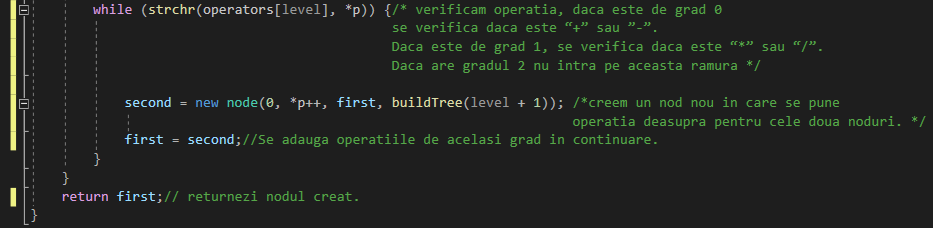 while (strchr(operators[level], *p)) {/* verificam operatia, daca este de grad 0
se verifica daca este “+” sau ”-”.
Daca este de grad 1, se verifica daca este “*” sau “/”.
Daca are gradul 2 nu intra pe aceasta ramura */
second = new node(0, *p++, first, buildTree(level + 1)); /*creem un nod nou in care se pune
operatia deasupra pentru cele doua noduri. */
first = second;//Se adauga operatiile de acelasi grad in continuare.
}
}
return first;// returnezi nodul creat.
}